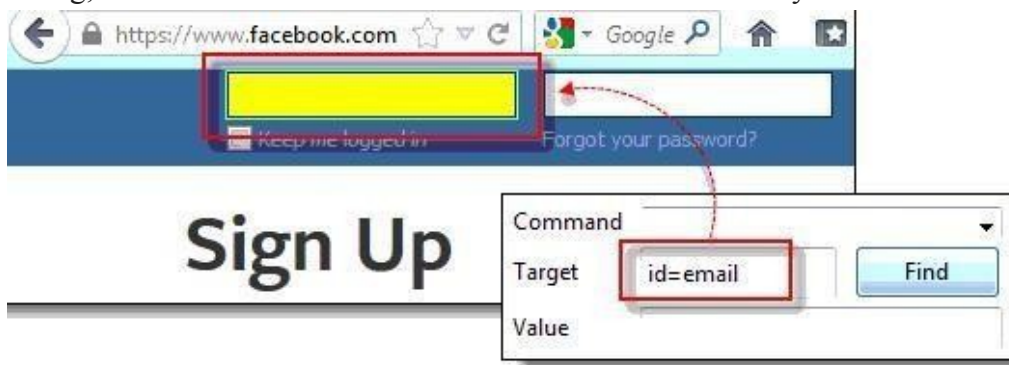 https://www.facebook.com Google
Keep me logged in Forgot your password?
Sign Up
Command
Target id=email Find
Value